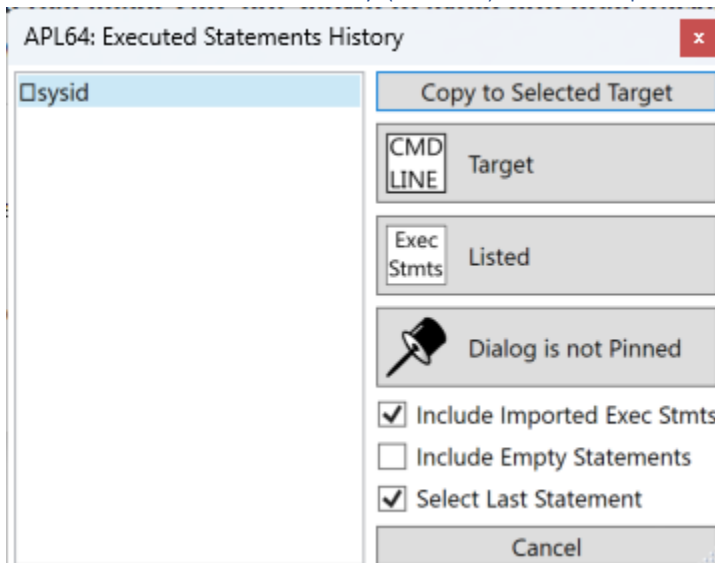 APL64: Executed Statements History
x
⎕sysid
Copy to Selected Target
CMD
LINE
Target
Exec
Stmts
Listed
Dialog is not Pinned
Include Imported Exec Stmts
Include Empty Statements
Select Last Statement
Cancel